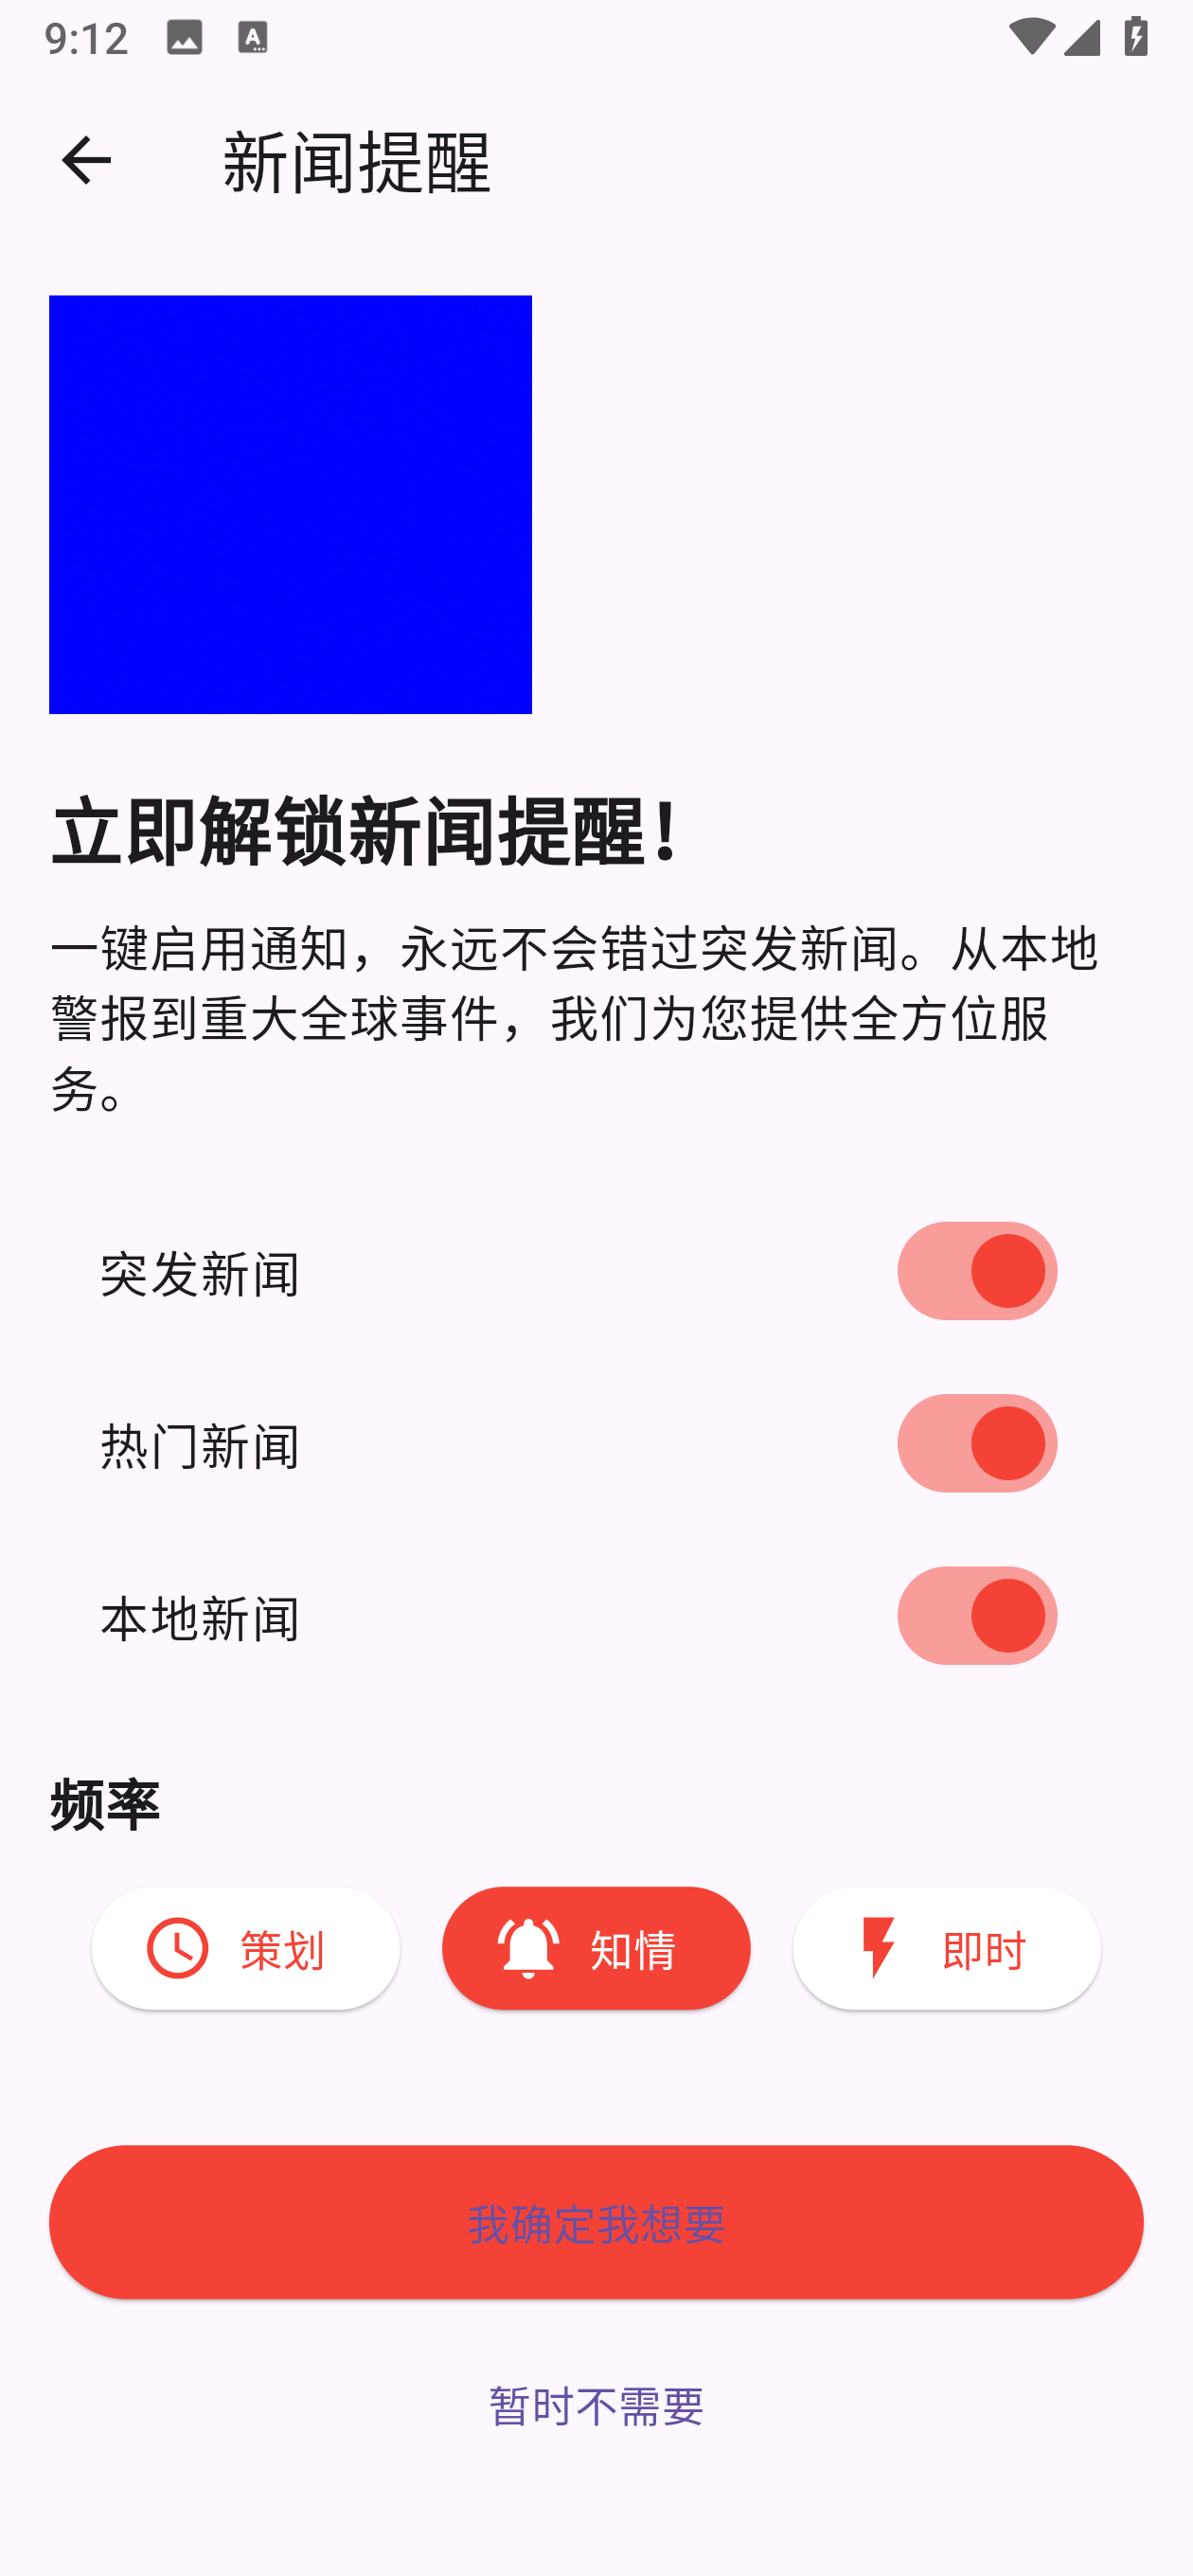 9:12
新闻提醒
立即解锁新闻提醒！
一键启用通知，永远不会错过突发新闻。从本地
警报到重大全球事件，我们为您提供全方位服
务。
突发新闻
热门新闻
本地新闻
频率
策划
知情
即时
我确定我想要
暂时不需要